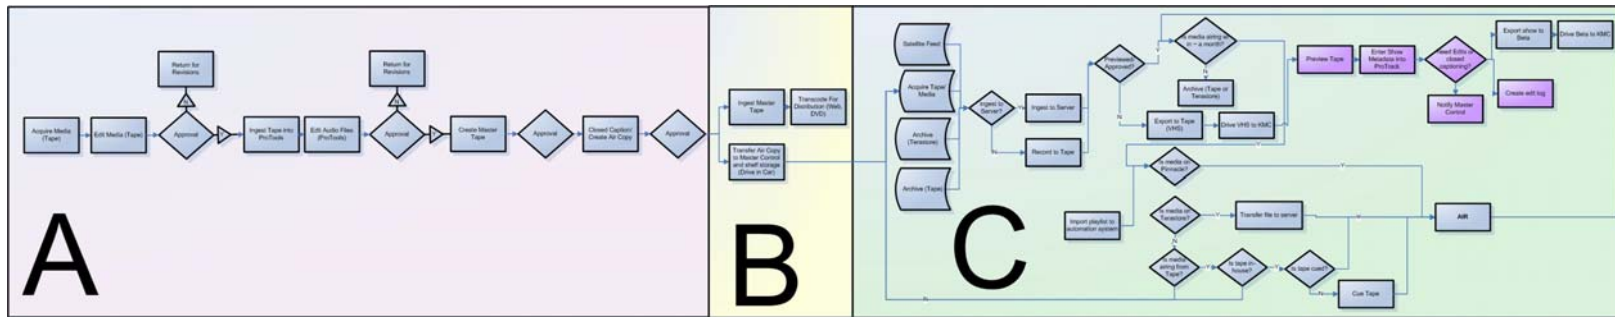 Return for
Revisions
N
Acquire Media
(Tape)
Edit Media (Tape)
Approval
Y
Ingest Tape into
ProTools
Edit Audio Files
(ProTools)
Return for
Revisions
N
Approval
Y
Create Master
Tape
Approval
Closed Caption/
Create Air Copy
Approval
A
Ingest Master
Tape
Transcode For
Distribution (Web,
DVD)
Transfer Air Copy
to Master Control
and shelf storage
(Drive in Car)
B
Satellite Feed
Acquire Tape/
Media
Archive
(Terastore)
Archive (Tape)
Ingest to
Server?
Y
Ingest to Server
N
Record to Tape
Previewed/
Approved?
Y
N
Is media airing w/
in ~ a month?
N
Archive (Tape or
Terastore)
Export to Tape
(VHS)
Drive VHS to KMC
Y
Preview Tape
Enter Show
Metadata into
ProTrack
Need Edits or
closed
captioning?
Export show to
Beta
Drive Beta to KMC
Create edit log
Notify Master
Control
Is media on
Pinnacle?
Y
Import playlist to
automation system
Is media on
Terastore?
Y
Transfer file to server
Y
AIR
N
Is media
airing from
Tape?
Y
Is tape in-
house?
Y
Is tape cued?
N
Cue Tape
N
C